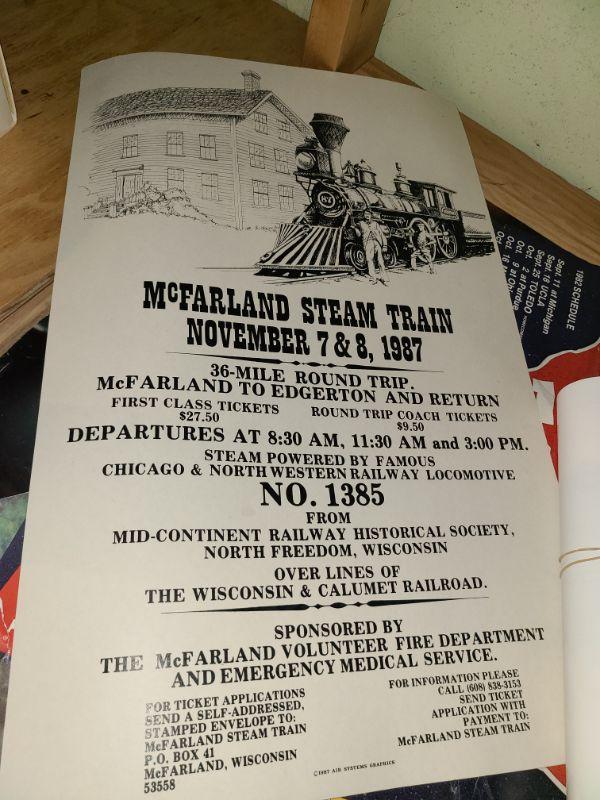 McFARLAND STEAM TRAIN
NOVEMBER 7 & 8, 1987
36-MILE ROUND TRIP.
McFARLAND TO EDGERTON AND RETURN
FIRST CLASS TICKETS
$27.50
ROUND TRIP COACH TICKETS
$9.50
DEPARTURES AT 8:30 AM, 11:30 AM and 3:00 PM.
STEAM POWERED BY FAMOUS
CHICAGO & NORTH WESTERN RAILWAY LOCOMOTIVE
NO. 1385
FROM
MID-CONTINENT RAILWAY HISTORICAL SOCIETY,
NORTH FREEDOM, WISCONSIN
OVER LINES OF
THE WISCONSIN & CALUMET RAILROAD.
SPONSORED BY
THE McFARLAND VOLUNTEER FIRE DEPARTMENT
AND EMERGENCY MEDICAL SERVICE.
FOR TICKET APPLICATIONS
SEND A SELF-ADDRESSED,
STAMPED ENVELOPE TO:
McFARLAND STEAM TRAIN
P.O. BOX 41
McFARLAND, WISCONSIN
53558
FOR INFORMATION PLEASE
CALL (608) 838-3153
SEND TICKET
APPLICATION WITH
PAYMENT TO:
McFARLAND STEAM TRAIN
©1987 AIR SYSTEMS GRAPHICS
1982 SCHEDULE
Sept. 11 at Michigan
Sept. 18 UCLA
Sept. 25 TOLEDO
Oct. 2 at Purdue
Oct. 9 at Ohio
Oct. 16